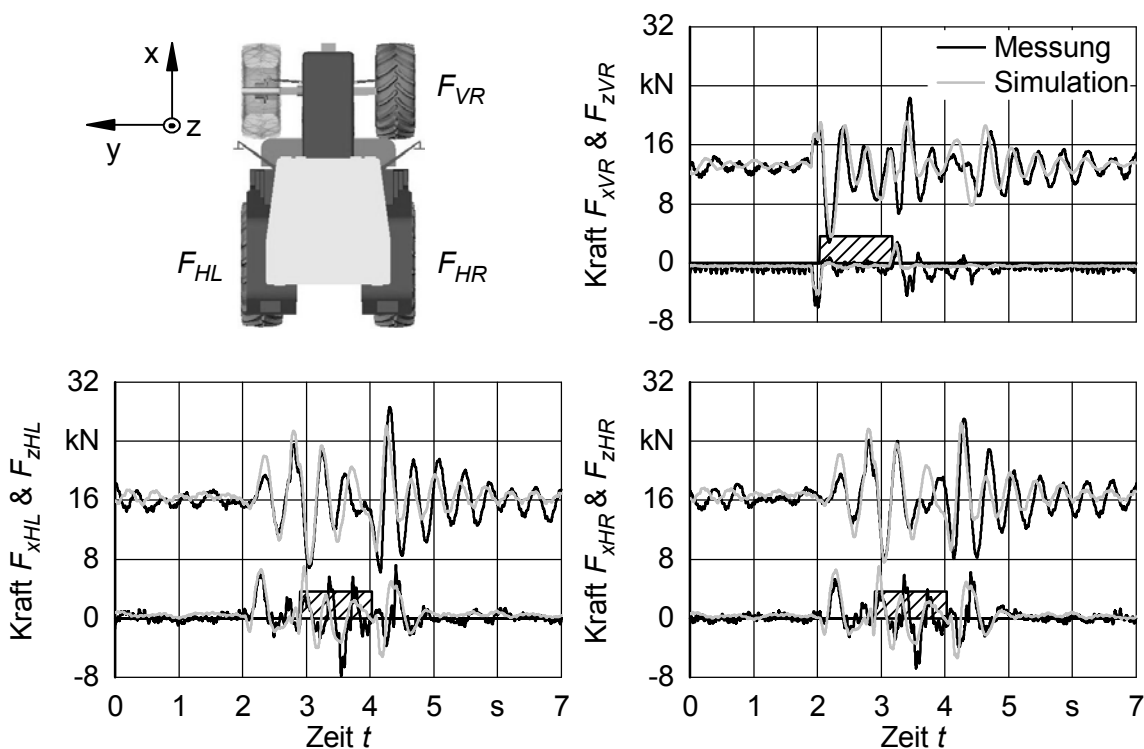 x
y
z
F_VR
F_HL
F_HR
Kraft F_xVR & F_zVR
32
kN
16
8
0
-8
Messung
Simulation
Kraft F_xHL & F_zHL
32
kN
16
8
0
-8
0 1 2 3 4 5 s 7
Zeit t
Kraft F_xHR & F_zHR
32
kN
16
8
0
-8
0 1 2 3 4 5 s 7
Zeit t